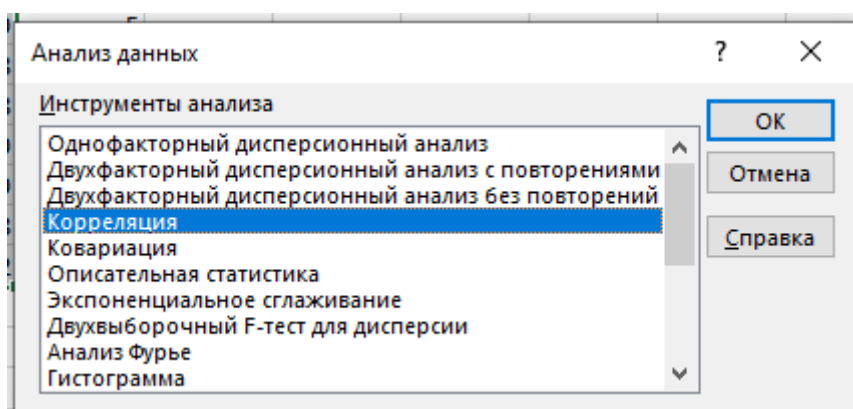 Анализ данных ?
Инструменты анализа
Однофакторный дисперсионный анализ
Двухфакторный дисперсионный анализ с повторениями
Двухфакторный дисперсионный анализ без повторений
Корреляция
Ковариация
Описательная статистика
Экспоненциальное сглаживание
Двухвыборочный F-тест для дисперсии
Анализ Фурье
Гистограмма
ОК
Отмена
Справка